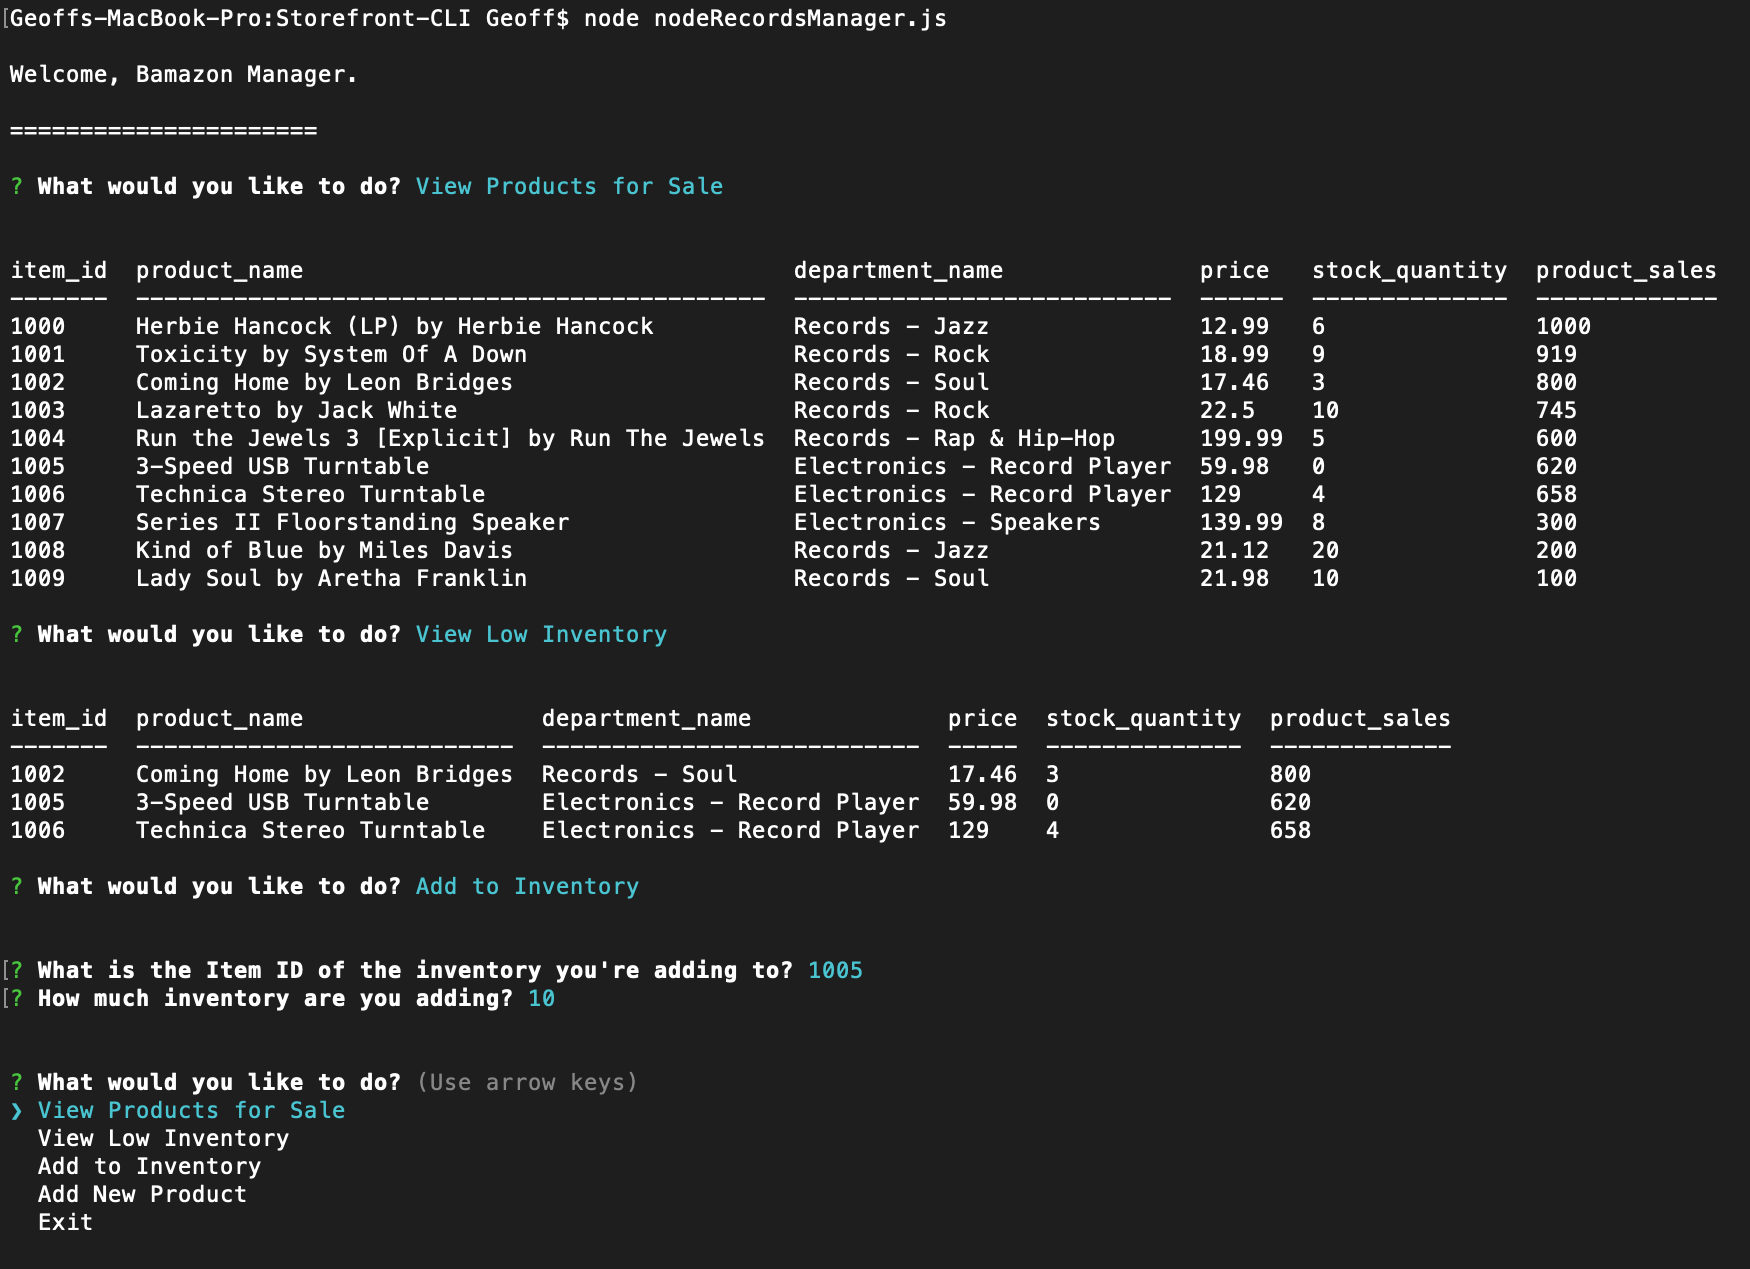 [Geoffs-MacBook-Pro:Storefront-CLI Geoff$ node nodeRecordsManager.js
Welcome, Bamazon Manager.
======================
? What would you like to do? View Products for Sale
item_id  product_name                                   department_name              price   stock_quantity  product_sales
-------  ---------------------------------------------  ---------------------------  ------  --------------  -------------
1000     Herbie Hancock (LP) by Herbie Hancock          Records - Jazz               12.99   6               1000
1001     Toxicity by System Of A Down                   Records - Rock               18.99   9               919
1002     Coming Home by Leon Bridges                    Records - Soul               17.46   3               800
1003     Lazaretto by Jack White                        Records - Rock               22.5    10              745
1004     Run the Jewels 3 [Explicit] by Run The Jewels  Records - Rap & Hip-Hop      199.99  5               600
1005     3-Speed USB Turntable                          Electronics - Record Player  59.98   0               620
1006     Technica Stereo Turntable                      Electronics - Record Player  129     4               658
1007     Series II Floorstanding Speaker                Electronics - Speakers       139.99  8               300
1008     Kind of Blue by Miles Davis                    Records - Jazz               21.12   20              200
1009     Lady Soul by Aretha Franklin                   Records - Soul               21.98   10              100
? What would you like to do? View Low Inventory
item_id  product_name                 department_name              price  stock_quantity  product_sales
-------  ---------------------------  ---------------------------  -----  --------------  -------------
1002     Coming Home by Leon Bridges  Records - Soul               17.46  3               800
1005     3-Speed USB Turntable        Electronics - Record Player  59.98  0               620
1006     Technica Stereo Turntable    Electronics - Record Player  129    4               658
? What would you like to do? Add to Inventory
[? What is the Item ID of the inventory you're adding to? 1005
[? How much inventory are you adding? 10
? What would you like to do? (Use arrow keys)
❯ View Products for Sale
  View Low Inventory
  Add to Inventory
  Add New Product
  Exit